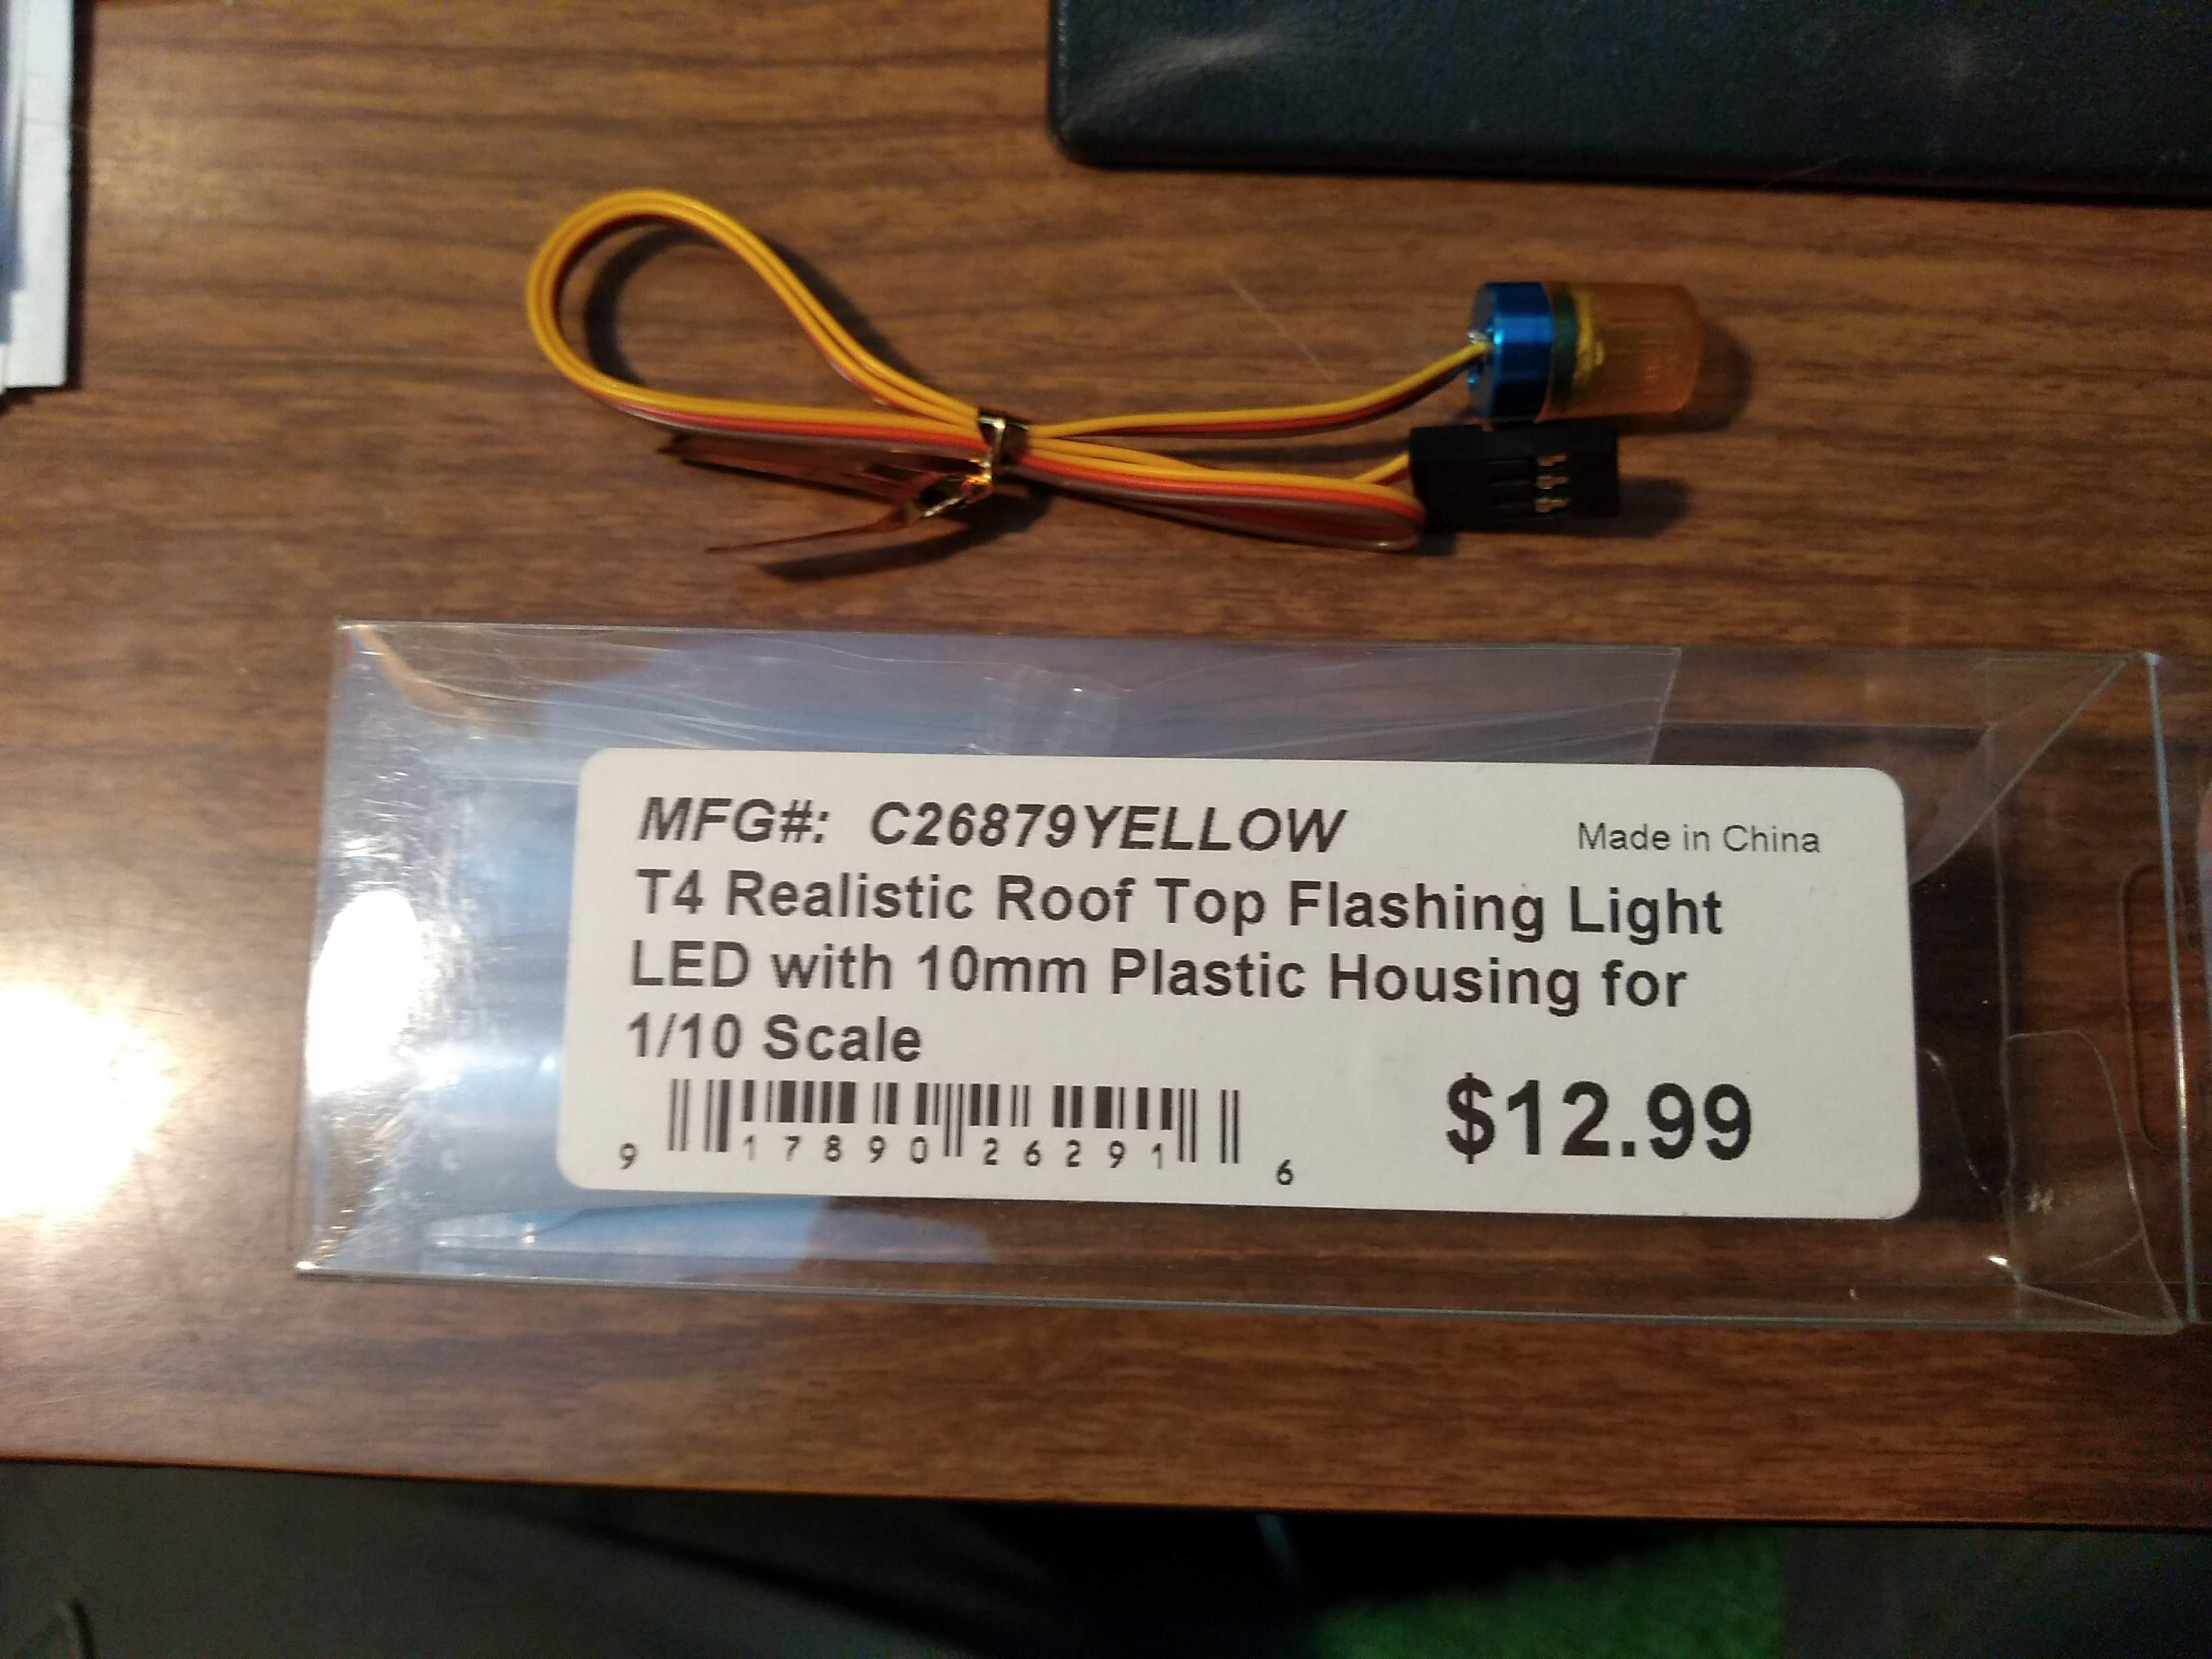 MFG#: C26879YELLOW
Made in China
T4 Realistic Roof Top Flashing Light
LED with 10mm Plastic Housing for
1/10 Scale
9 17890 26291 6
$12.99